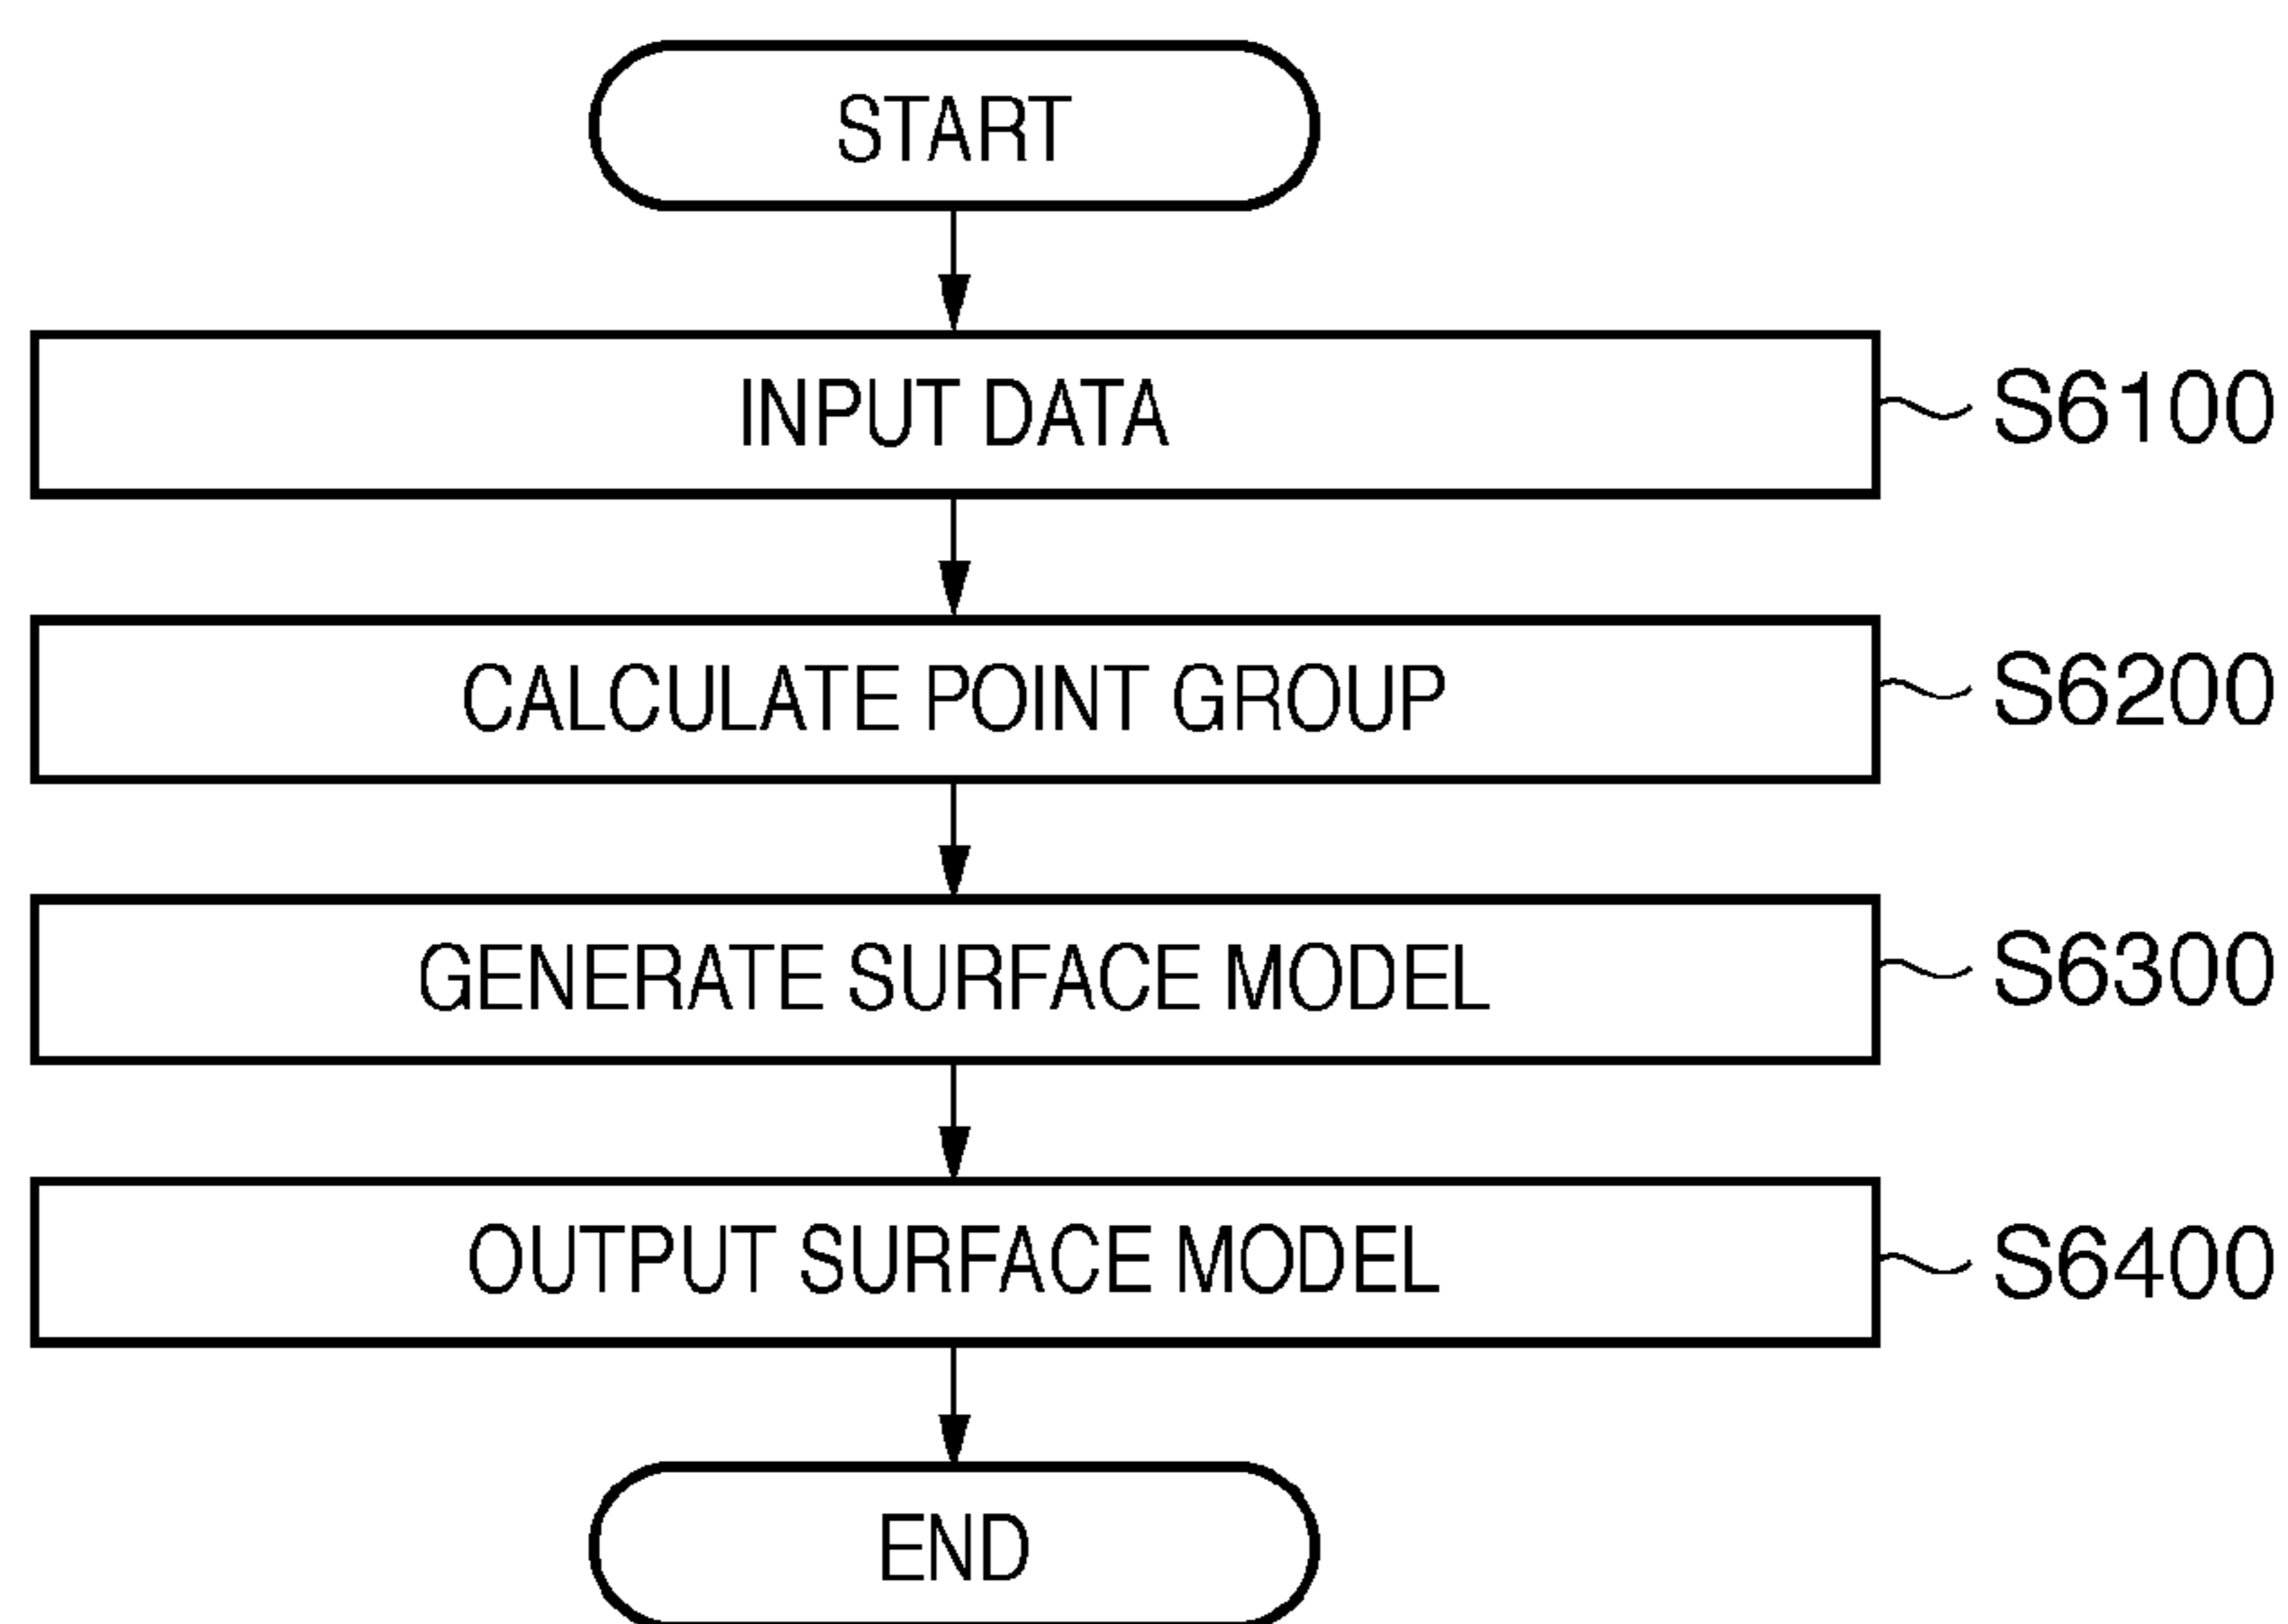 START
INPUT DATA
S6100
CALCULATE POINT GROUP
S6200
GENERATE SURFACE MODEL
S6300
OUTPUT SURFACE MODEL
S6400
END